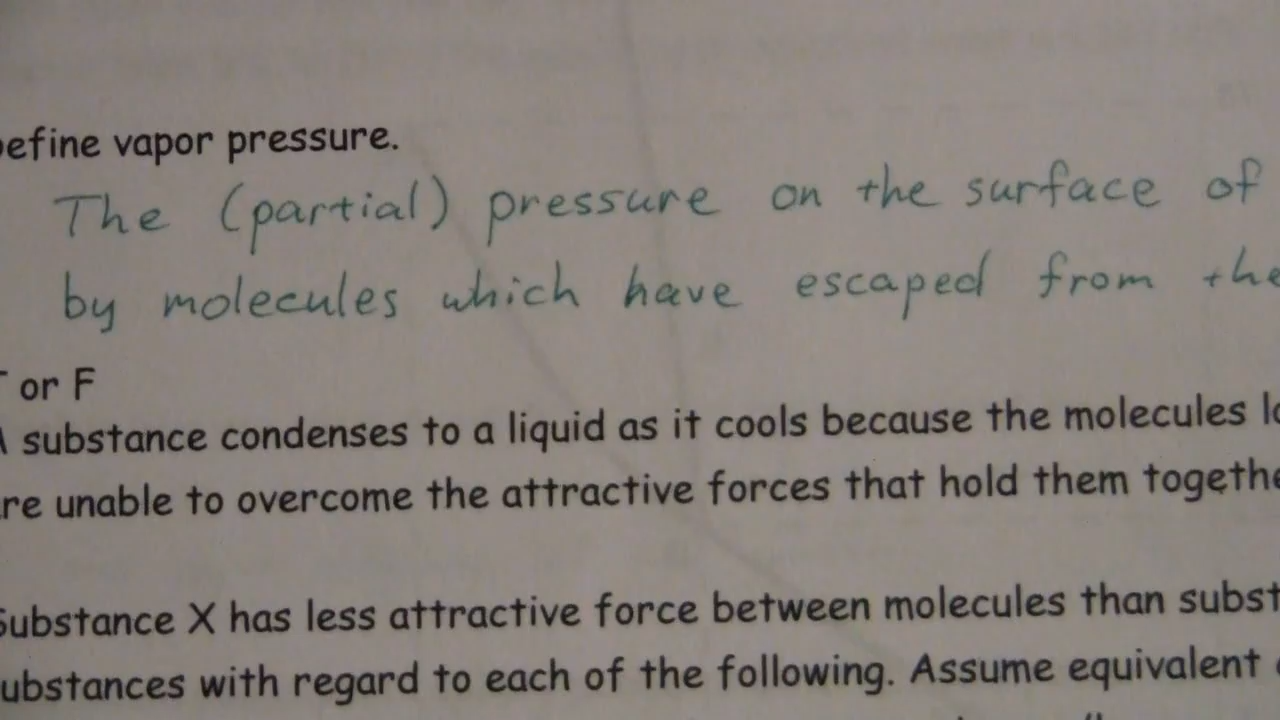 efine vapor pressure.
The (partial) pressure on the surface of
by molecules which have escaped from the
or F
substance condenses to a liquid as it cools because the molecules
re unable to overcome the attractive forces that hold them togethe
Substance X has less attractive force between molecules than subst
ubstances with regard to each of the following. Assume equivalent